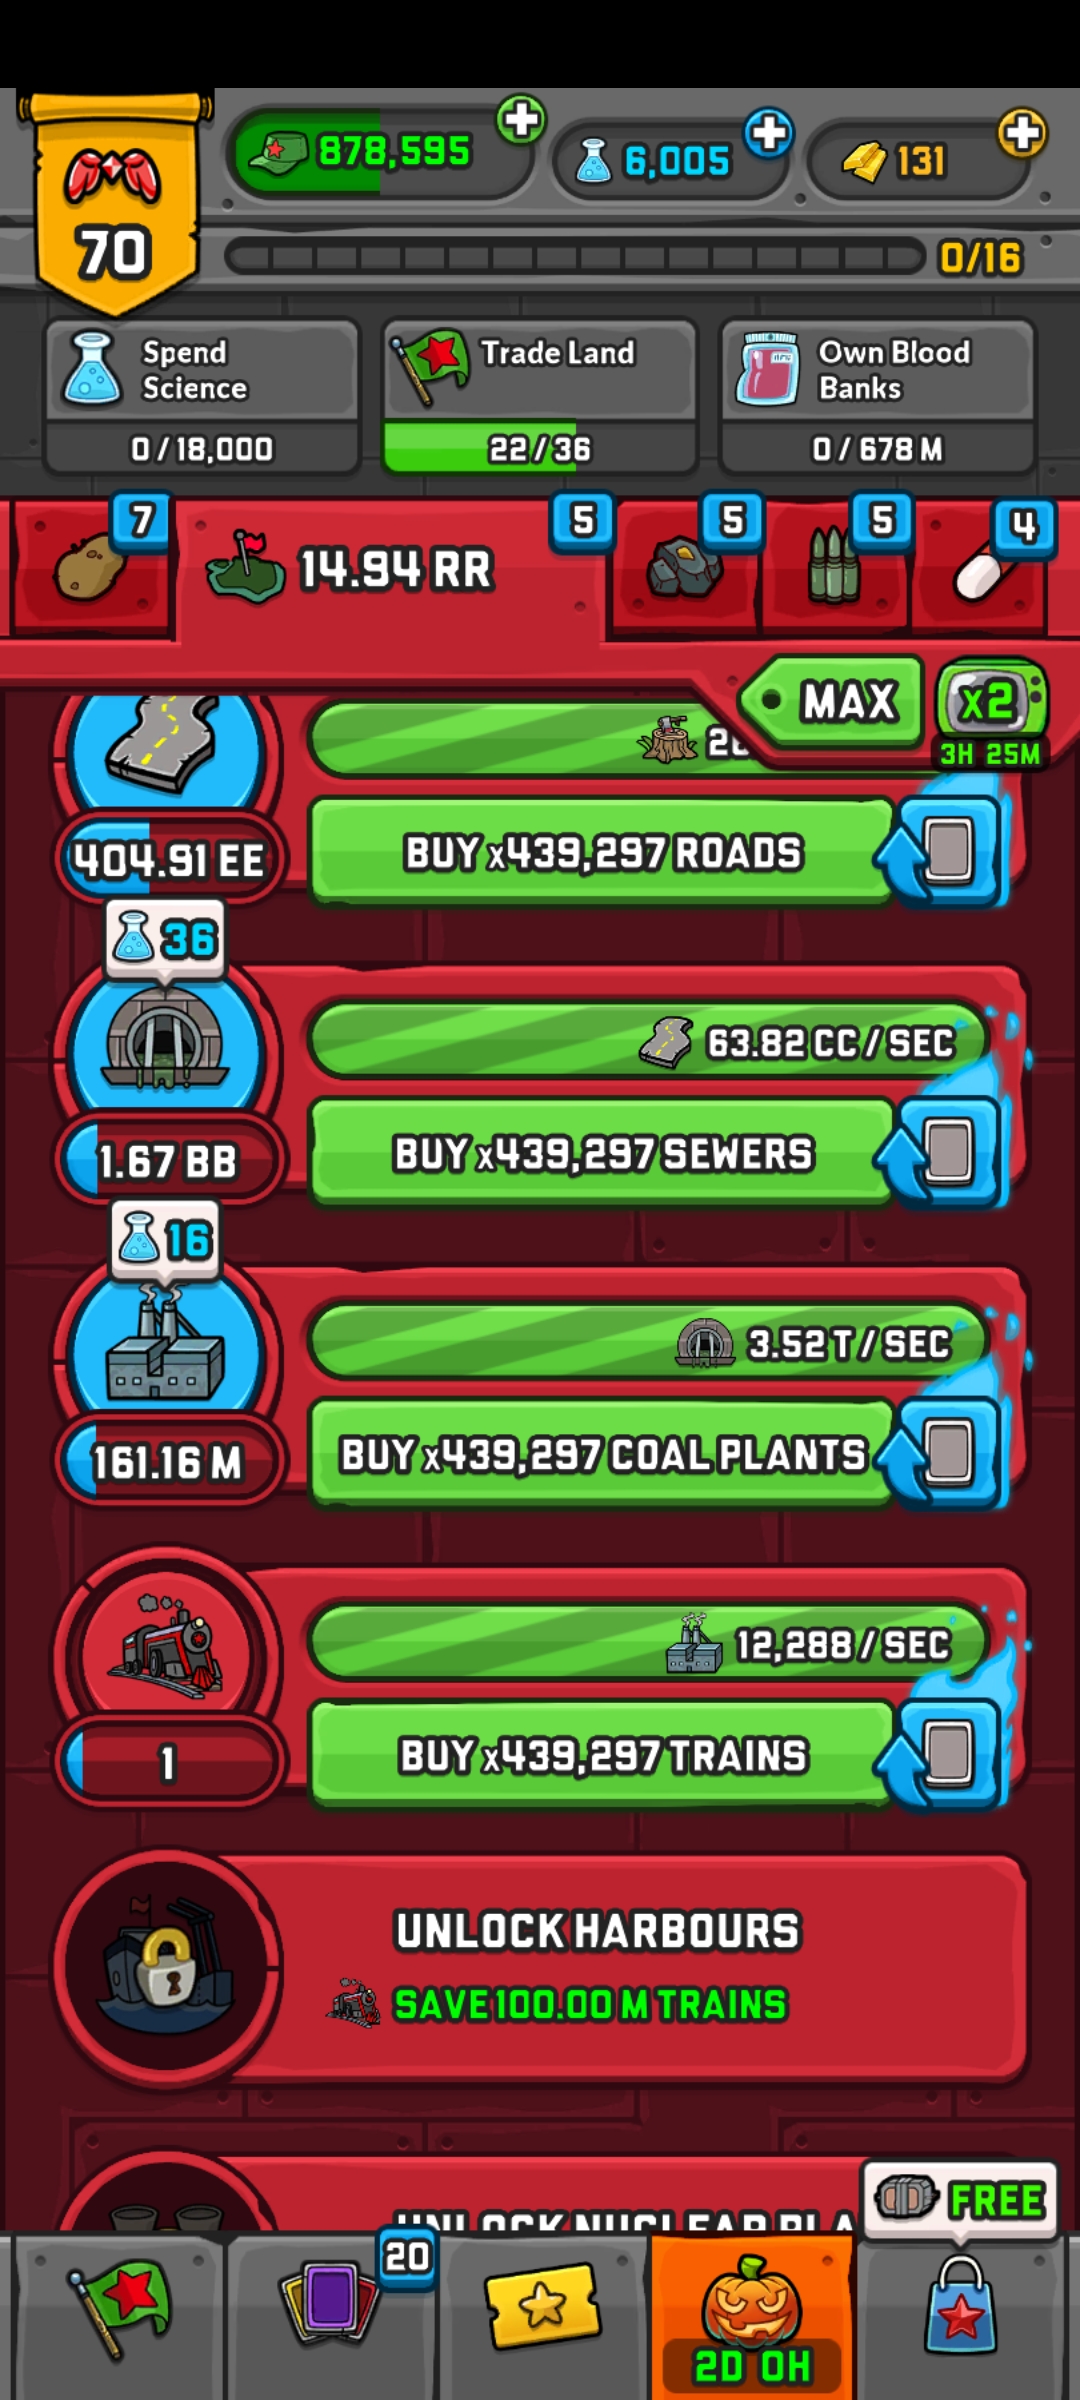 878,595
6,005
131
70
0/16
Spend
Science
0 / 18,000
Trade Land
22 / 36
Own Blood
Banks
0 / 678 M
7
14.94 RR
5
5
5
4
MAX
x2
3H 25M
404.91 EE
BUY x439,297 ROADS
36
63.82 CC / SEC
1.67 BB
BUY x439,297 SEWERS
16
3.52 T / SEC
161.16 M
BUY x439,297 COAL PLANTS
12,288 / SEC
1
BUY x439,297 TRAINS
UNLOCK HARBOURS
SAVE 100.00 M TRAINS
FREE
UNLOCK NUCLEAR PLA
20
2D 0H